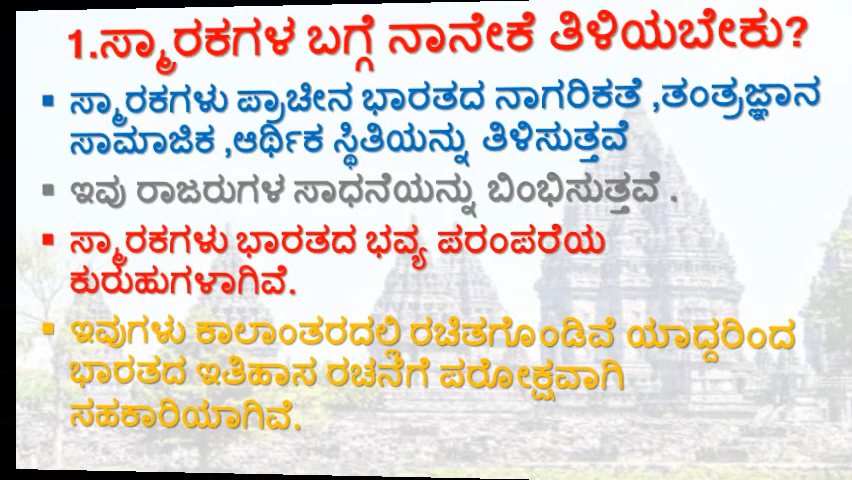 1.ಸ್ಮಾರಕಗಳ ಬಗ್ಗೆ ನಾನೇಕೆ ತಿಳಿಯಬೇಕು?
▪ ಸ್ಮಾರಕಗಳು ಪ್ರಾಚೀನ ಭಾರತದ ನಾಗರಿಕತೆ ,ತಂತ್ರಜ್ಞಾನ
ಸಾಮಾಜಿಕ ,ಆರ್ಥಿಕ ಸ್ಥಿತಿಯನ್ನು ತಿಳಿಸುತ್ತವೆ
▪ ಇವು ರಾಜರುಗಳ ಸಾಧನೆಯನ್ನು ಬಿಂಭಿಸುತ್ತವೆ .
▪ ಸ್ಮಾರಕಗಳು ಭಾರತದ ಭವ್ಯ ಪರಂಪರೆಯ
ಕುರುಹುಗಳಾಗಿವೆ.
▪ ಇವುಗಳು ಕಾಲಾಂತರದಲ್ಲಿ ರಚಿತಗೊಂಡಿವೆ ಯಾದ್ದರಿಂದ
ಭಾರತದ ಇತಿಹಾಸ ರಚನೆಗೆ ಪರೋಕ್ಷವಾಗಿ
ಸಹಕಾರಿಯಾಗಿವೆ.